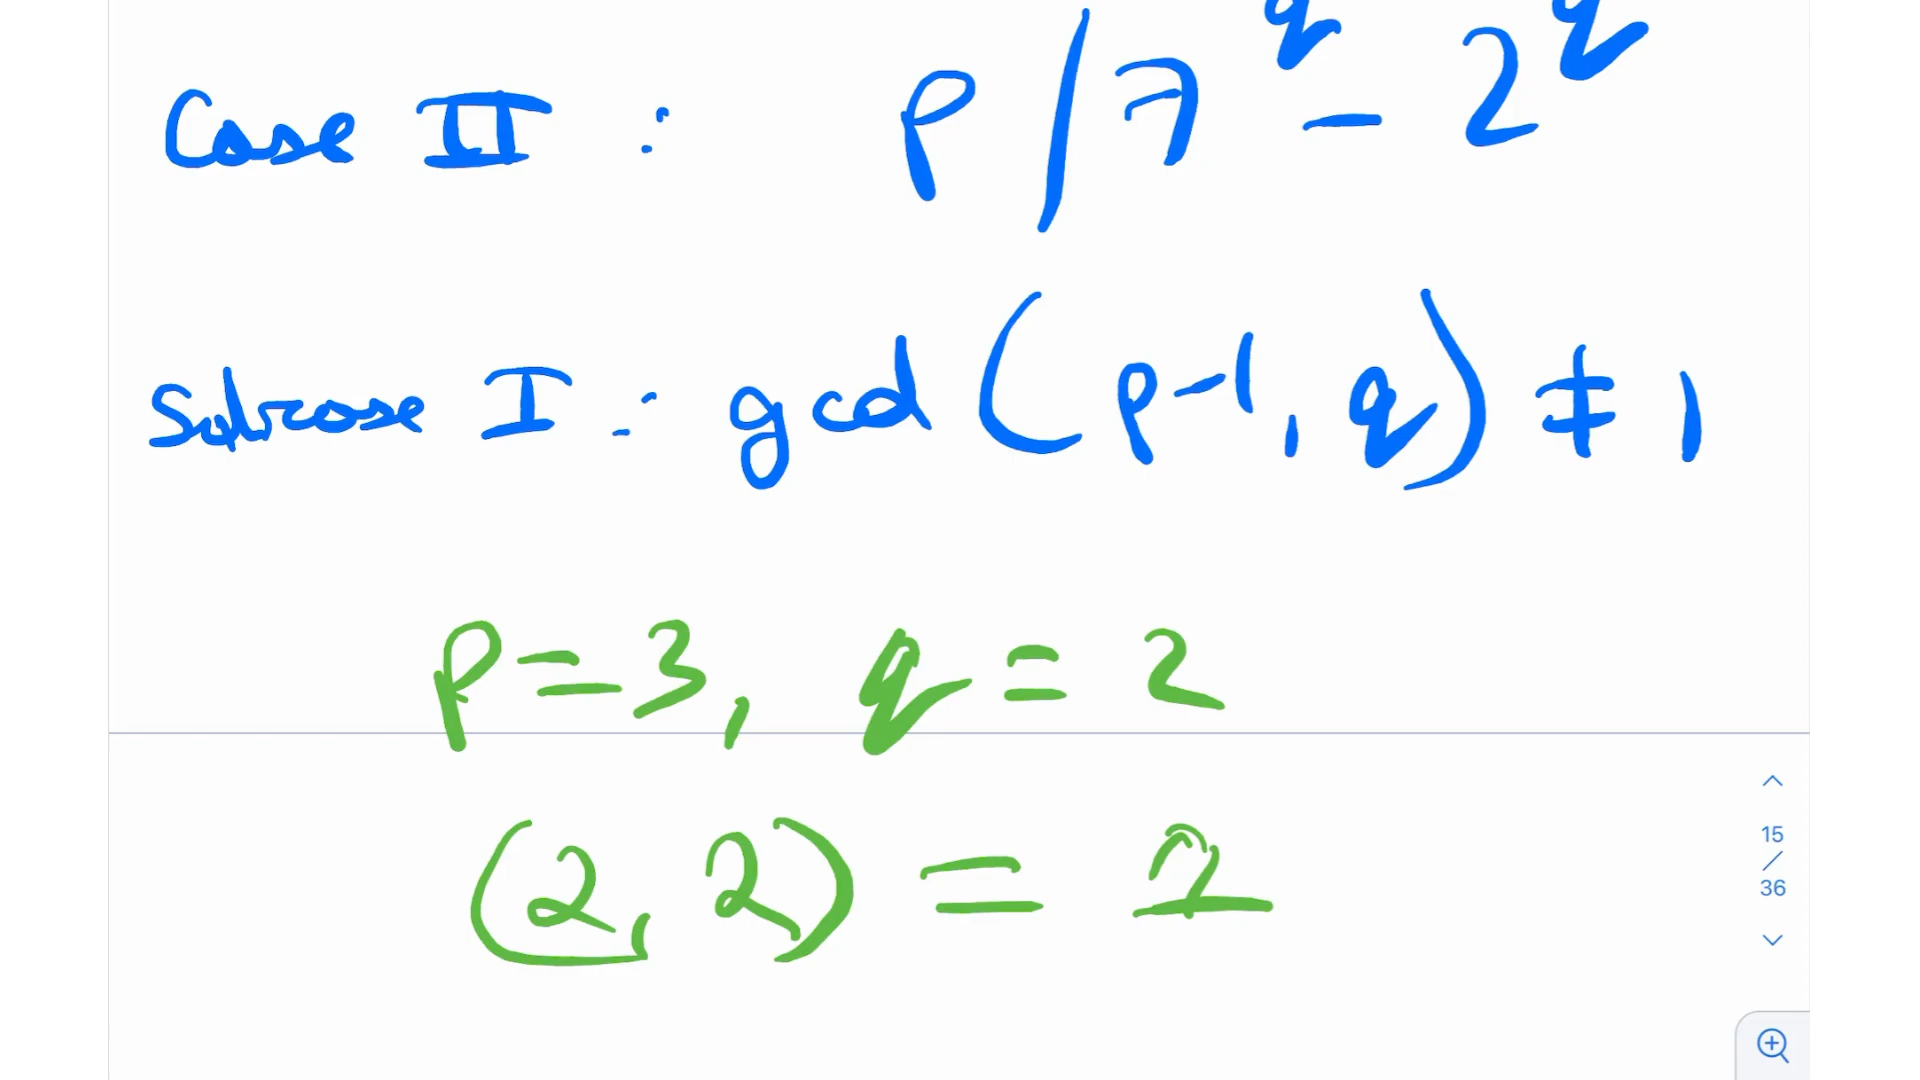 Case II : p / 7^q - 2^q
Subcase I : gcd ( p-1, q ) ≠ 1
p = 3, q = 2
(2, 2) = 2
15
/
36